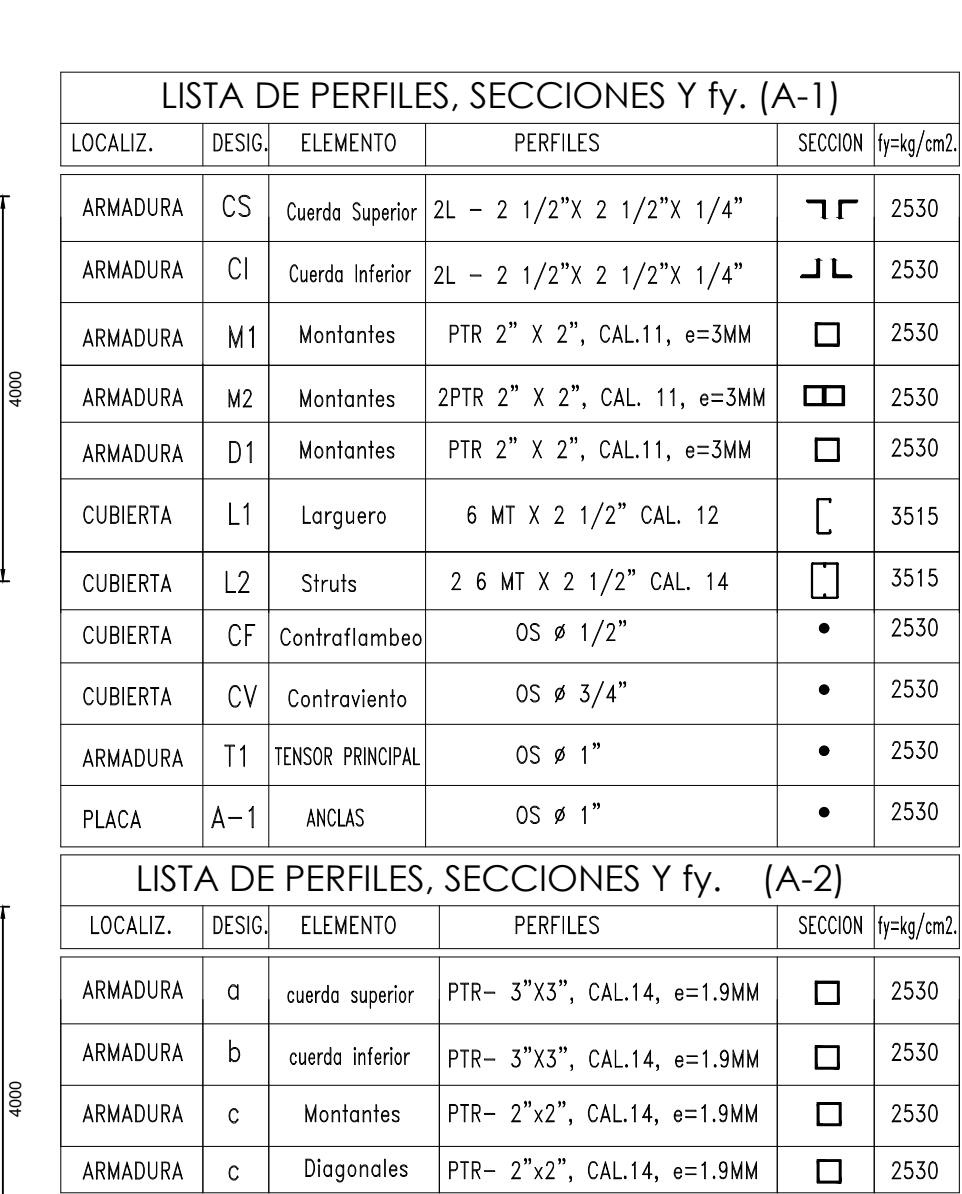 LISTA DE PERFILES, SECCIONES Y fy. (A-1)
LOCALIZ. DESIG. ELEMENTO PERFILES SECCION fy=kg/cm2.
ARMADURA CS Cuerda Superior 2L - 2 1/2"X 2 1/2"X 1/4" 2530
ARMADURA CI Cuerda Inferior 2L - 2 1/2"X 2 1/2"X 1/4" 2530
ARMADURA M1 Montantes PTR 2" X 2", CAL.11, e=3MM 2530
4000
ARMADURA M2 Montantes 2PTR 2" X 2", CAL. 11, e=3MM 2530
ARMADURA D1 Montantes PTR 2" X 2", CAL.11, e=3MM 2530
CUBIERTA L1 Larguero 6 MT X 2 1/2" CAL. 12 3515
CUBIERTA L2 Struts 2 6 MT X 2 1/2" CAL. 14 3515
CUBIERTA CF Contraflambeo OS ø 1/2" 2530
CUBIERTA CV Contraviento OS ø 3/4" 2530
ARMADURA T1 TENSOR PRINCIPAL OS ø 1" 2530
PLACA A-1 ANCLAS OS ø 1" 2530
LISTA DE PERFILES, SECCIONES Y fy. (A-2)
LOCALIZ. DESIG. ELEMENTO PERFILES SECCION fy=kg/cm2.
ARMADURA a cuerda superior PTR- 3"X3", CAL.14, e=1.9MM 2530
ARMADURA b cuerda inferior PTR- 3"X3", CAL.14, e=1.9MM 2530
4000
ARMADURA c Montantes PTR- 2"x2", CAL.14, e=1.9MM 2530
ARMADURA c Diagonales PTR- 2"x2", CAL.14, e=1.9MM 2530